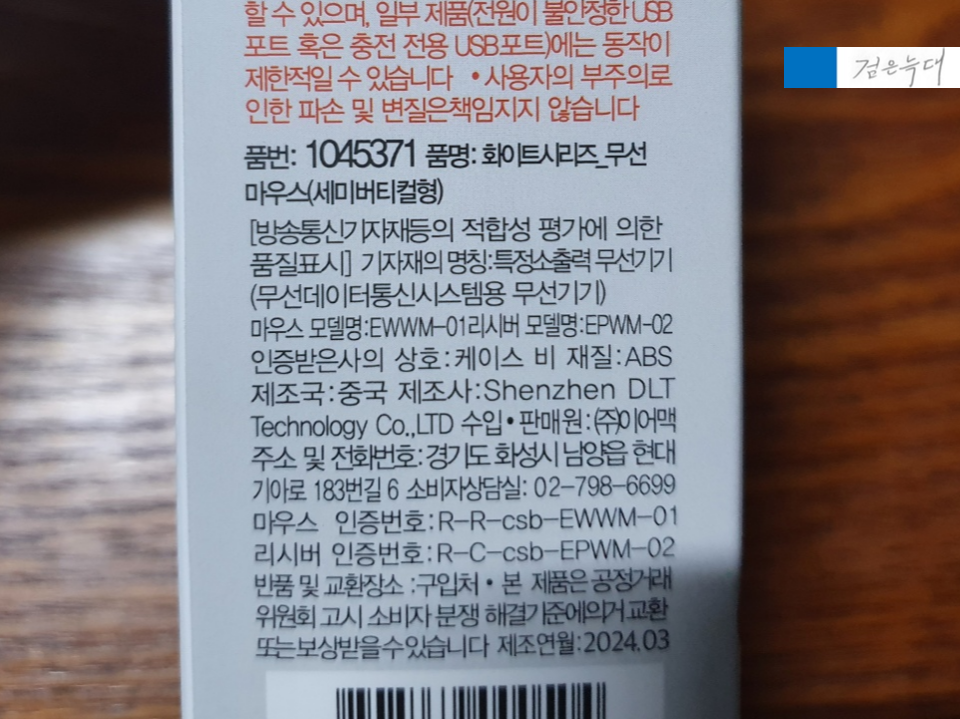 할 수 있으며, 일부 제품(전원이 불안정한 USB
포트 혹은 충전 전용 USB포트)에는 동작이
제한적일 수 있습니다 •사용자의 부주의로
인한 파손 및 변질은책임지지 않습니다
품번: 1045371 품명: 화이트시리즈_무선
마우스(세미버티컬형)
[방송통신기자재등의 적합성 평가에 의한
품질표시] 기자재의 명칭:특정소출력 무선기기
(무선데이터통신시스템용 무선기기)
마우스 모델명:EWWM-01리시버 모델명:EPWM-02
인증받은사의 상호:케이스 비 재질:ABS
제조국:중국 제조사:Shenzhen DLT
Technology Co.,LTD 수입•판매원:(주)이어맥
주소 및 전화번호:경기도 화성시 남양읍 현대
기아로 183번길 6 소비자상담실: 02-798-6699
마우스 인증번호:R-R-csb-EWWM-01
리시버 인증번호:R-C-csb-EPWM-02
반품 및 교환장소 :구입처 • 본 제품은 공정거래
위원회 고시 소비자 분쟁 해결기준에의거 교환
또는보상받을수있습니다 제조연월:2024.03
검은늑대